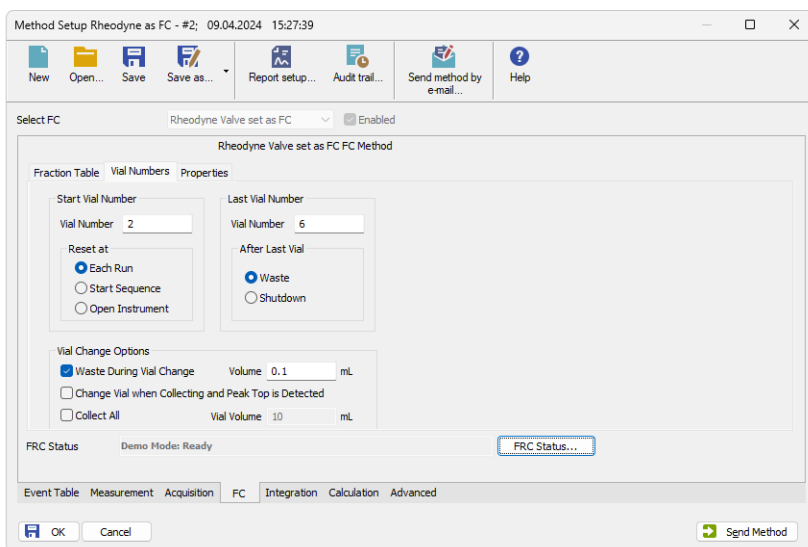 Method Setup Rheodyne as FC - #2; 09.04.2024 15:27:39
New Open... Save Save as... Report setup... Audit trail... Send method by e-mail... Help
Select FC Rheodyne Valve set as FC Enabled
Rheodyne Valve set as FC FC Method
Fraction Table Vial Numbers Properties
Start Vial Number
Vial Number 2
Reset at
Each Run
Start Sequence
Open Instrument
Last Vial Number
Vial Number 6
After Last Vial
Waste
Shutdown
Vial Change Options
Waste During Vial Change Volume 0.1 mL
Change Vial when Collecting and Peak Top is Detected
Collect All Vial Volume 10 mL
FRC Status Demo Mode: Ready FRC Status...
Event Table Measurement Acquisition FC Integration Calculation Advanced
OK Cancel Send Method